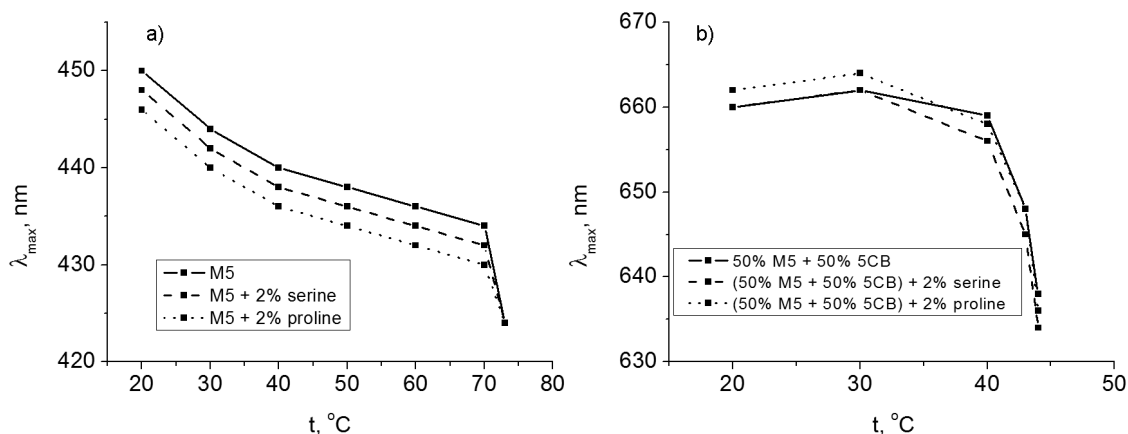 a)
450
440
430
420
λmax, nm
M5
M5 + 2% serine
M5 + 2% proline
20 30 40 50 60 70 80
t, °C
b)
670
660
650
640
630
λmax, nm
50% M5 + 50% 5CB
(50% M5 + 50% 5CB) + 2% serine
(50% M5 + 50% 5CB) + 2% proline
20 30 40 50
t, °C